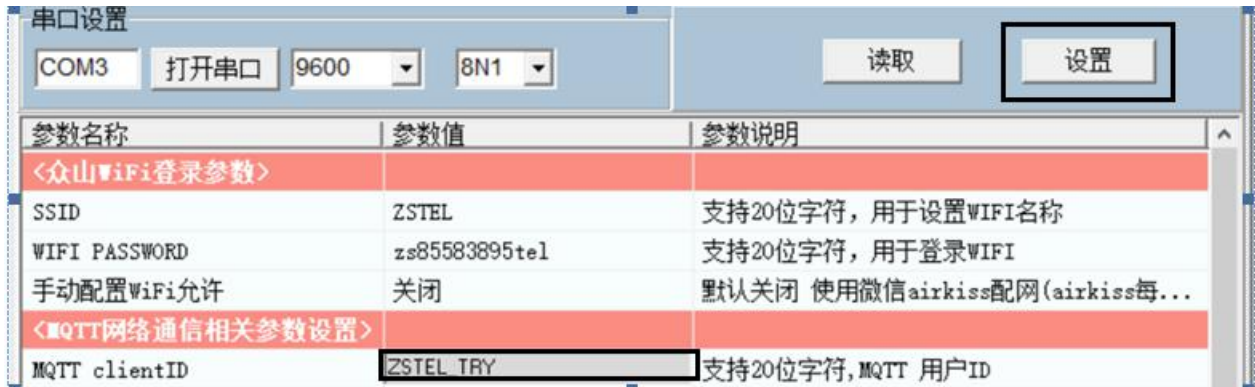 串口设置
COM3 打开串口 9600 8N1 读取 设置
参数名称 参数值 参数说明
<众山WiFi登录参数>
SSID ZSTEL 支持20位字符，用于设置WIFI名称
WIFI PASSWORD zs85583895tel 支持20位字符，用于登录WIFI
手动配置WiFi允许 关闭 默认关闭 使用微信airkiss配网(airkiss每...
<MQTT网络通信相关参数设置>
MQTT clientID ZSTEL_TRY 支持20位字符,MQTT 用户ID